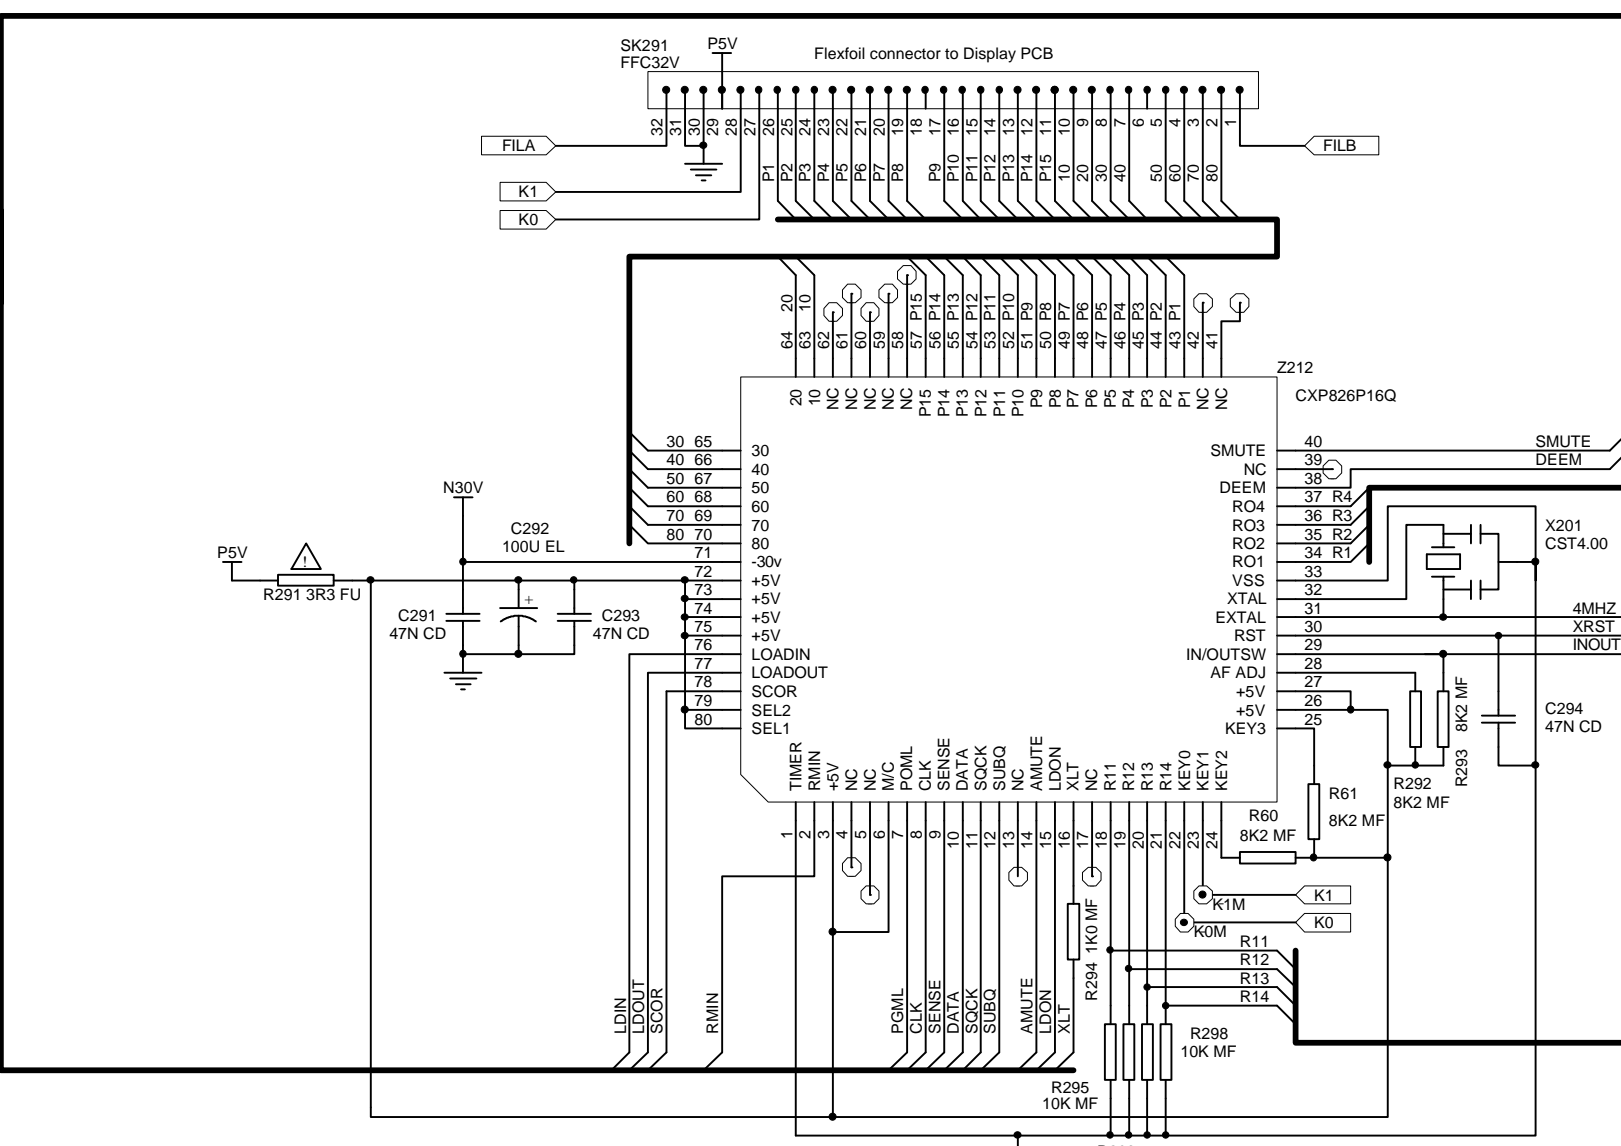 SK291 P5V
FFC32V
Flexfoil connector to Display PCB
32 31 30 29 28 27 26 25 24 23 22 21 20 19 18 17 16 15 14 13 12 11 10 9 8 7 6 5 4 3 2 1
FILA
FILB
P1 P2 P3 P4 P5 P6 P7 P8 P9 P10 P11 P12 P13 P14 P15 10 20 30 40 50 60 70 80
K1
K0
20 10 P15 P14 P13 P12 P11 P10 P9 P8 P7 P6 P5 P4 P3 P2 P1
64 63 62 61 60 59 58 57 56 55 54 53 52 51 50 49 48 47 46 45 44 43 42 41
Z212
CXP826P16Q
20 10 NC NC NC NC NC P15 P14 P13 P12 P11 P10 P9 P8 P7 P6 P5 P4 P3 P2 P1 NC NC
30 65 30
40 66 40
50 67 50
60 68 60
70 69 70
80 70 80
71 -30v
72 +5V
73 +5V
74 +5V
75 +5V
76 LOADIN
77 LOADOUT
78 SCOR
79 SEL2
80 SEL1
SMUTE 40 SMUTE
NC 39
DEEM 38 DEEM
RO4 37 R4
RO3 36 R3
RO2 35 R2
RO1 34 R1
VSS 33
XTAL 32
EXTAL 31 4MHZ
RST 30 XRST
IN/OUTSW 29 INOUT
AF ADJ 28
+5V 27
+5V 26
KEY3 25
N30V
P5V
!
R291 3R3 FU
C292
100U EL
+
C291
47N CD
C293
47N CD
X201
CST4.00
C294
47N CD
8K2 MF
R293
R292
8K2 MF
R61
8K2 MF
R60
8K2 MF
TIMER RMIN +5V NC NC M/C POML CLK SENSE DATA SQCK SUBQ NC AMUTE LDON XLT NC R11 R12 R13 R14 KEY0 KEY1 KEY2
1 2 3 4 5 6 7 8 9 10 11 12 13 14 15 16 17 18 19 20 21 22 23 24
K1M K1
K0M K0
R294 1K0 MF
R11
R12
R13
R14
LDIN LDOUT SCOR RMIN PGML CLK SENSE DATA SQCK SUBQ AMUTE LDON XLT
R298
10K MF
R295
10K MF